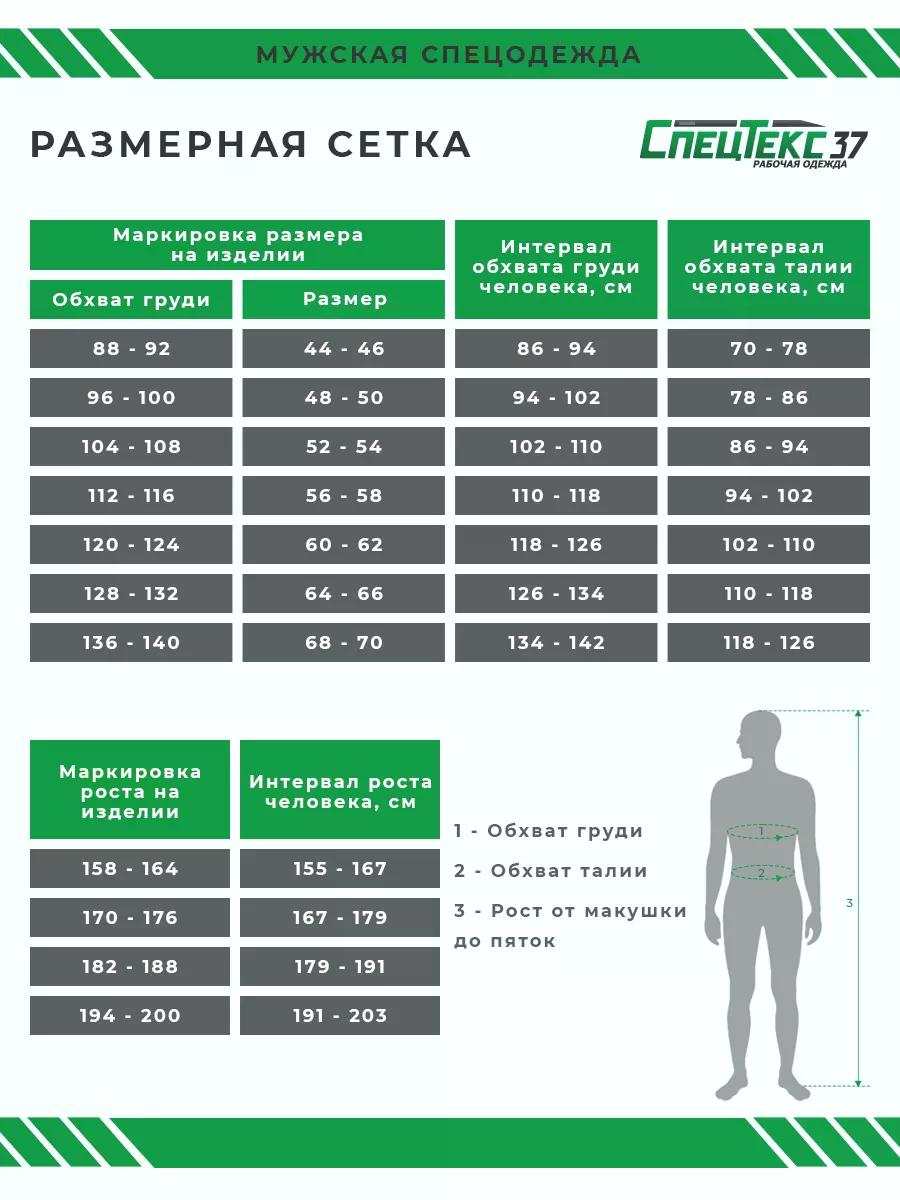 МУЖСКАЯ СПЕЦОДЕЖДА
РАЗМЕРНАЯ СЕТКА
СПЕЦТЕКС 37
РАБОЧАЯ ОДЕЖДА
Маркировка размера
на изделии
Обхват груди
Размер
Интервал
обхвата груди
человека, см
Интервал
обхвата талии
человека, см
88 - 92 44 - 46 86 - 94 70 - 78
96 - 100 48 - 50 94 - 102 78 - 86
104 - 108 52 - 54 102 - 110 86 - 94
112 - 116 56 - 58 110 - 118 94 - 102
120 - 124 60 - 62 118 - 126 102 - 110
128 - 132 64 - 66 126 - 134 110 - 118
136 - 140 68 - 70 134 - 142 118 - 126
Маркировка
роста на
изделии
Интервал роста
человека, см
158 - 164 155 - 167
170 - 176 167 - 179
182 - 188 179 - 191
194 - 200 191 - 203
1 - Обхват груди
2 - Обхват талии
3 - Рост от макушки
до пяток
1
2
3